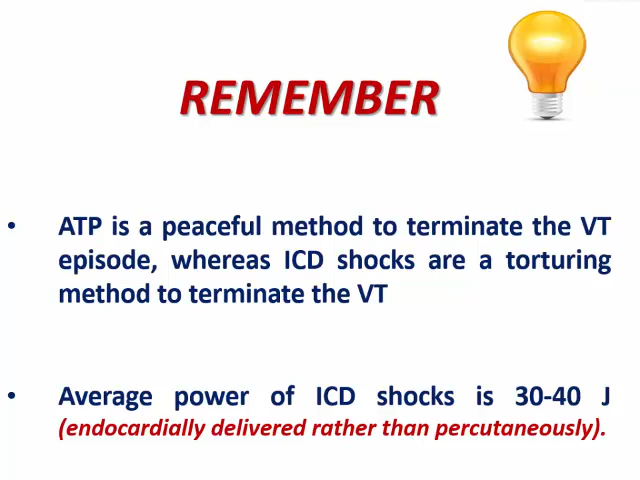 REMEMBER
• ATP is a peaceful method to terminate the VT
episode, whereas ICD shocks are a torturing
method to terminate the VT
• Average power of ICD shocks is 30-40 J
(endocardially delivered rather than percutaneously).